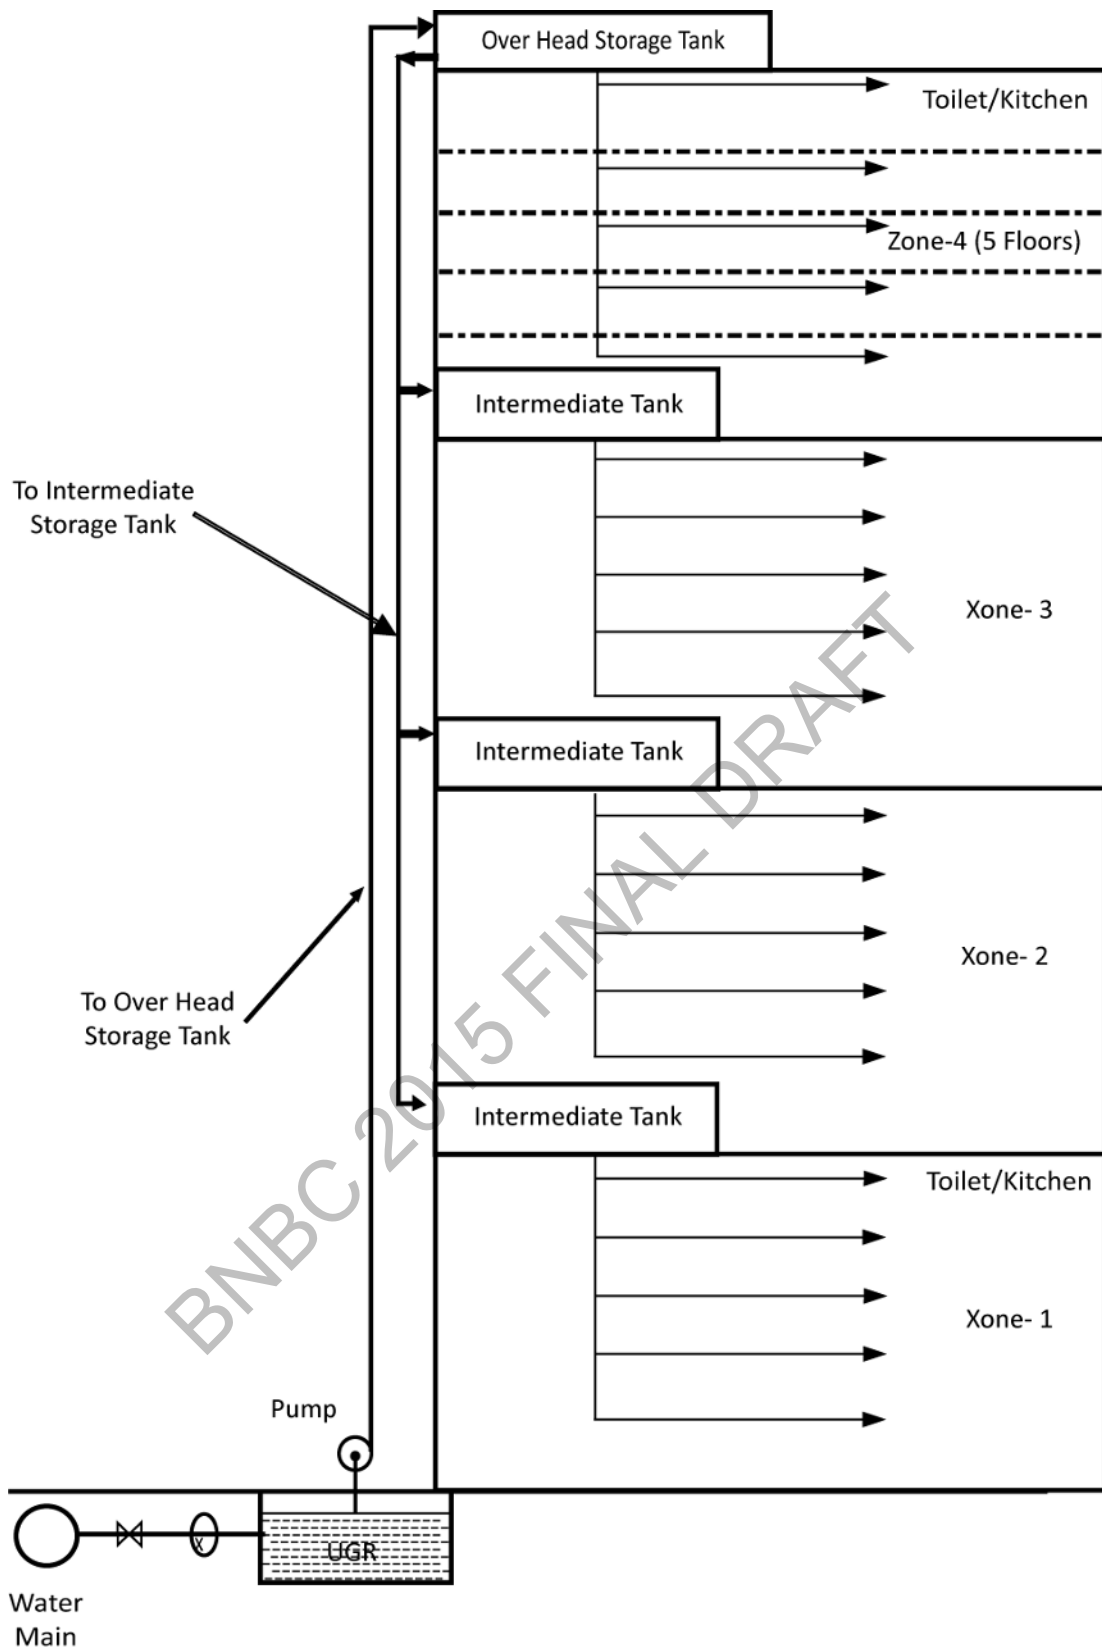 Over Head Storage Tank
Toilet/Kitchen
Zone-4 (5 Floors)
Intermediate Tank
To Intermediate
Storage Tank
Xone- 3
Intermediate Tank
Xone- 2
To Over Head
Storage Tank
Intermediate Tank
Toilet/Kitchen
Xone- 1
Pump
X
UGR
Water
Main
BNBC 2015 FINAL DRAFT